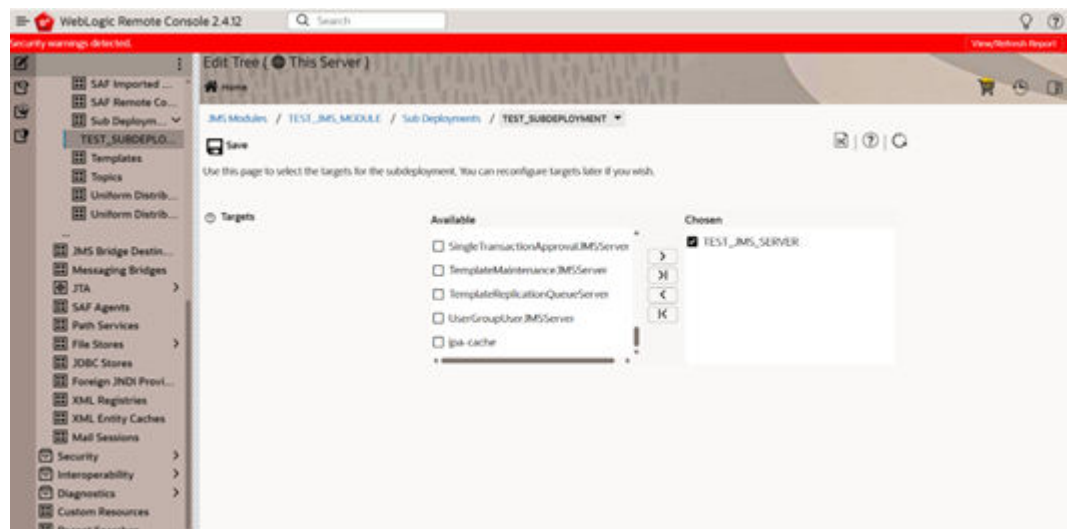 WebLogic Remote Console 2.4.12
Search
Security warnings detected.
View/Refresh Report
Edit Tree ( This Server )
Home
SAF Imported ...
SAF Remote Co...
Sub Deploym...
TEST_SUBDEPLO...
Templates
Topics
Uniform Distrib...
Uniform Distrib...
JMS Bridge Destin...
Messaging Bridges
JTA
SAF Agents
Path Services
File Stores
JDBC Stores
Foreign JNDI Provi...
XML Registries
XML Entity Caches
Mail Sessions
Security
Interoperability
Diagnostics
Custom Resources
JMS Modules / TEST_JMS_MODULE / Sub Deployments / TEST_SUBDEPLOYMENT
Save
Use this page to select the targets for the subdeployment. You can reconfigure targets later if you wish.
Targets
Available
SingleTransactionApprovalJMSServer
TemplateMaintenanceJMSServer
TemplateReplicationQueueServer
UserGroupUserJMSServer
jpa-cache
Chosen
TEST_JMS_SERVER